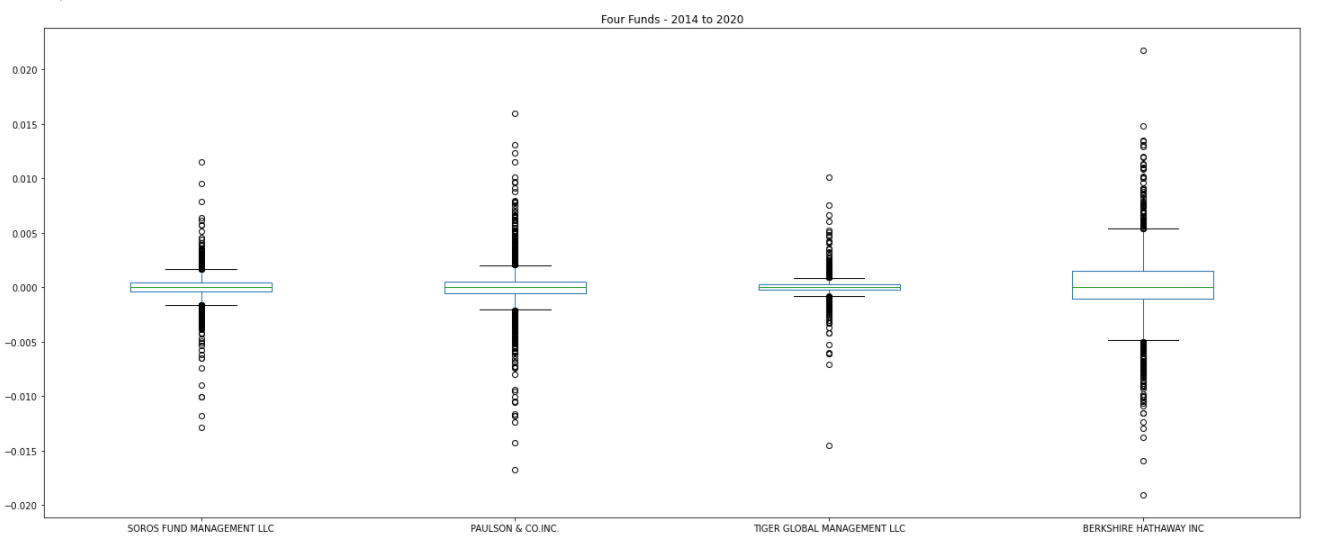 Four Funds - 2014 to 2020
0.020
0.015
0.010
0.005
0.000
−0.005
−0.010
−0.015
−0.020
SOROS FUND MANAGEMENT LLC
PAULSON & CO.INC.
TIGER GLOBAL MANAGEMENT LLC
BERKSHIRE HATHAWAY INC